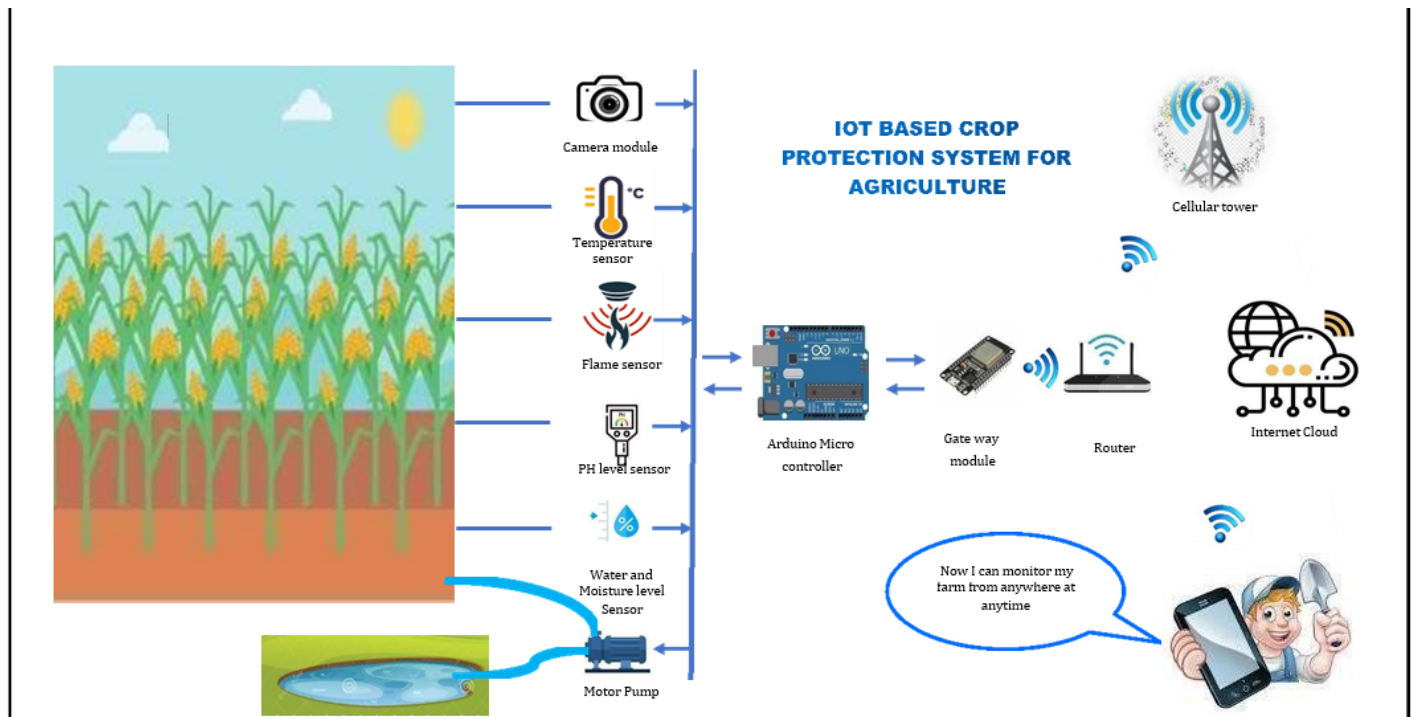 IOT BASED CROP
PROTECTION SYSTEM FOR
AGRICULTURE
Camera module
°C
Temperature
sensor
Flame sensor
PH
PH level sensor
%
Water and
Moisture level
Sensor
Motor Pump
UNO
Arduino Micro
controller
Gate way
module
Router
Cellular tower
Internet Cloud
Now I can monitor my
farm from anywhere at
anytime